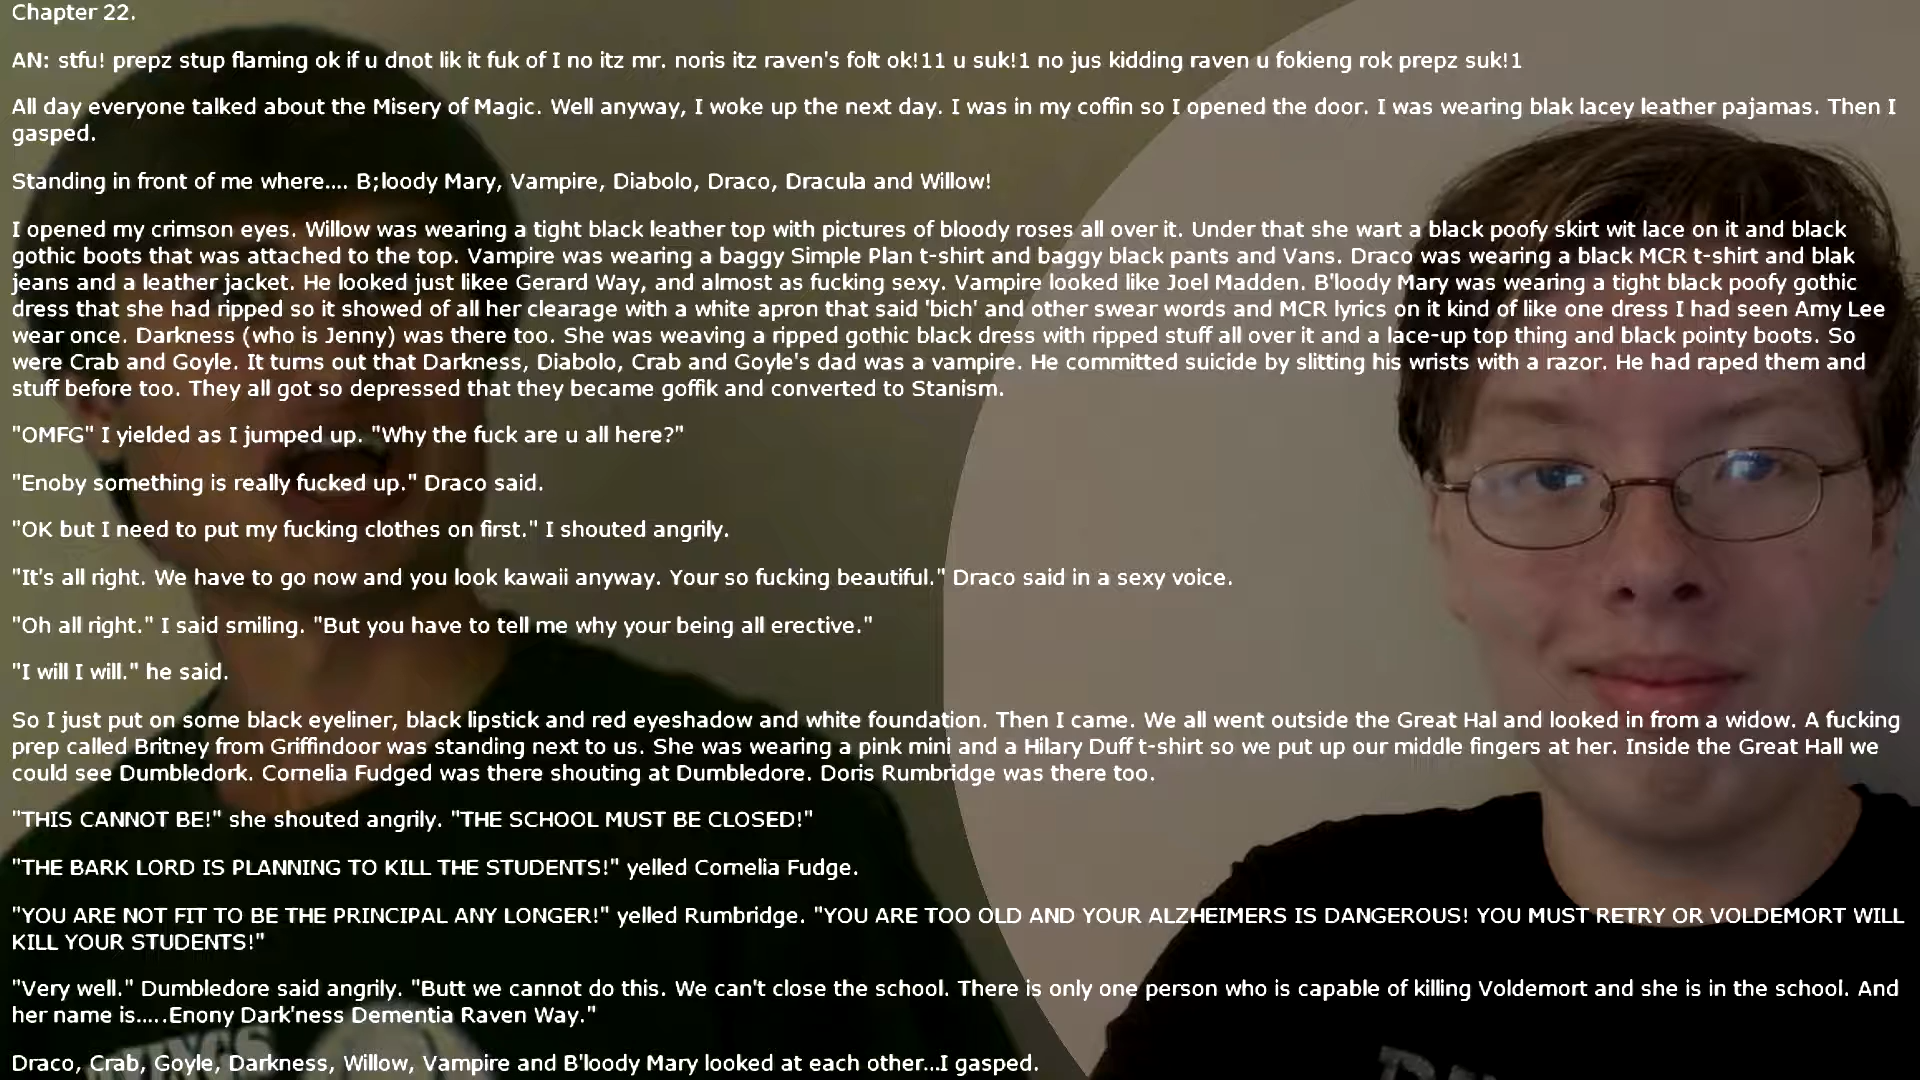 Chapter 22.
AN: stfu! prepz stup flaming ok if u dnot lik it fuk of I no itz mr. noris itz raven's folt ok!11 u suk!1 no jus kidding raven u fokieng rok prepz suk!1
All day everyone talked about the Misery of Magic. Well anyway, I woke up the next day. I was in my coffin so I opened the door. I was wearing blak lacey leather pajamas. Then I
gasped.
Standing in front of me where.... B;loody Mary, Vampire, Diabolo, Draco, Dracula and Willow!
I opened my crimson eyes. Willow was wearing a tight black leather top with pictures of bloody roses all over it. Under that she wart a black poofy skirt wit lace on it and black
gothic boots that was attached to the top. Vampire was wearing a baggy Simple Plan t-shirt and baggy black pants and Vans. Draco was wearing a black MCR t-shirt and blak
jeans and a leather jacket. He looked just likee Gerard Way, and almost as fucking sexy. Vampire looked like Joel Madden. B'loody Mary was wearing a tight black poofy gothic
dress that she had ripped so it showed of all her clearage with a white apron that said 'bich' and other swear words and MCR lyrics on it kind of like one dress I had seen Amy Lee
wear once. Darkness (who is Jenny) was there too. She was weaving a ripped gothic black dress with ripped stuff all over it and a lace-up top thing and black pointy boots. So
were Crab and Goyle. It turns out that Darkness, Diabolo, Crab and Goyle's dad was a vampire. He committed suicide by slitting his wrists with a razor. He had raped them and
stuff before too. They all got so depressed that they became goffik and converted to Stanism.
"OMFG" I yielded as I jumped up. "Why the fuck are u all here?"
"Enoby something is really fucked up." Draco said.
"OK but I need to put my fucking clothes on first." I shouted angrily.
"It's all right. We have to go now and you look kawaii anyway. Your so fucking beautiful." Draco said in a sexy voice.
"Oh all right." I said smiling. "But you have to tell me why your being all erective."
"I will I will." he said.
So I just put on some black eyeliner, black lipstick and red eyeshadow and white foundation. Then I came. We all went outside the Great Hal and looked in from a widow. A fucking
prep called Britney from Griffindoor was standing next to us. She was wearing a pink mini and a Hilary Duff t-shirt so we put up our middle fingers at her. Inside the Great Hall we
could see Dumbledork. Cornelia Fudged was there shouting at Dumbledore. Doris Rumbridge was there too.
"THIS CANNOT BE!" she shouted angrily. "THE SCHOOL MUST BE CLOSED!"
"THE BARK LORD IS PLANNING TO KILL THE STUDENTS!" yelled Cornelia Fudge.
"YOU ARE NOT FIT TO BE THE PRINCIPAL ANY LONGER!" yelled Rumbridge. "YOU ARE TOO OLD AND YOUR ALZHEIMERS IS DANGEROUS! YOU MUST RETRY OR VOLDEMORT WILL
KILL YOUR STUDENTS!"
"Very well." Dumbledore said angrily. "Butt we cannot do this. We can't close the school. There is only one person who is capable of killing Voldemort and she is in the school. And
her name is.....Enony Dark'ness Dementia Raven Way."
Draco, Crab, Goyle, Darkness, Willow, Vampire and B'loody Mary looked at each other...I gasped.